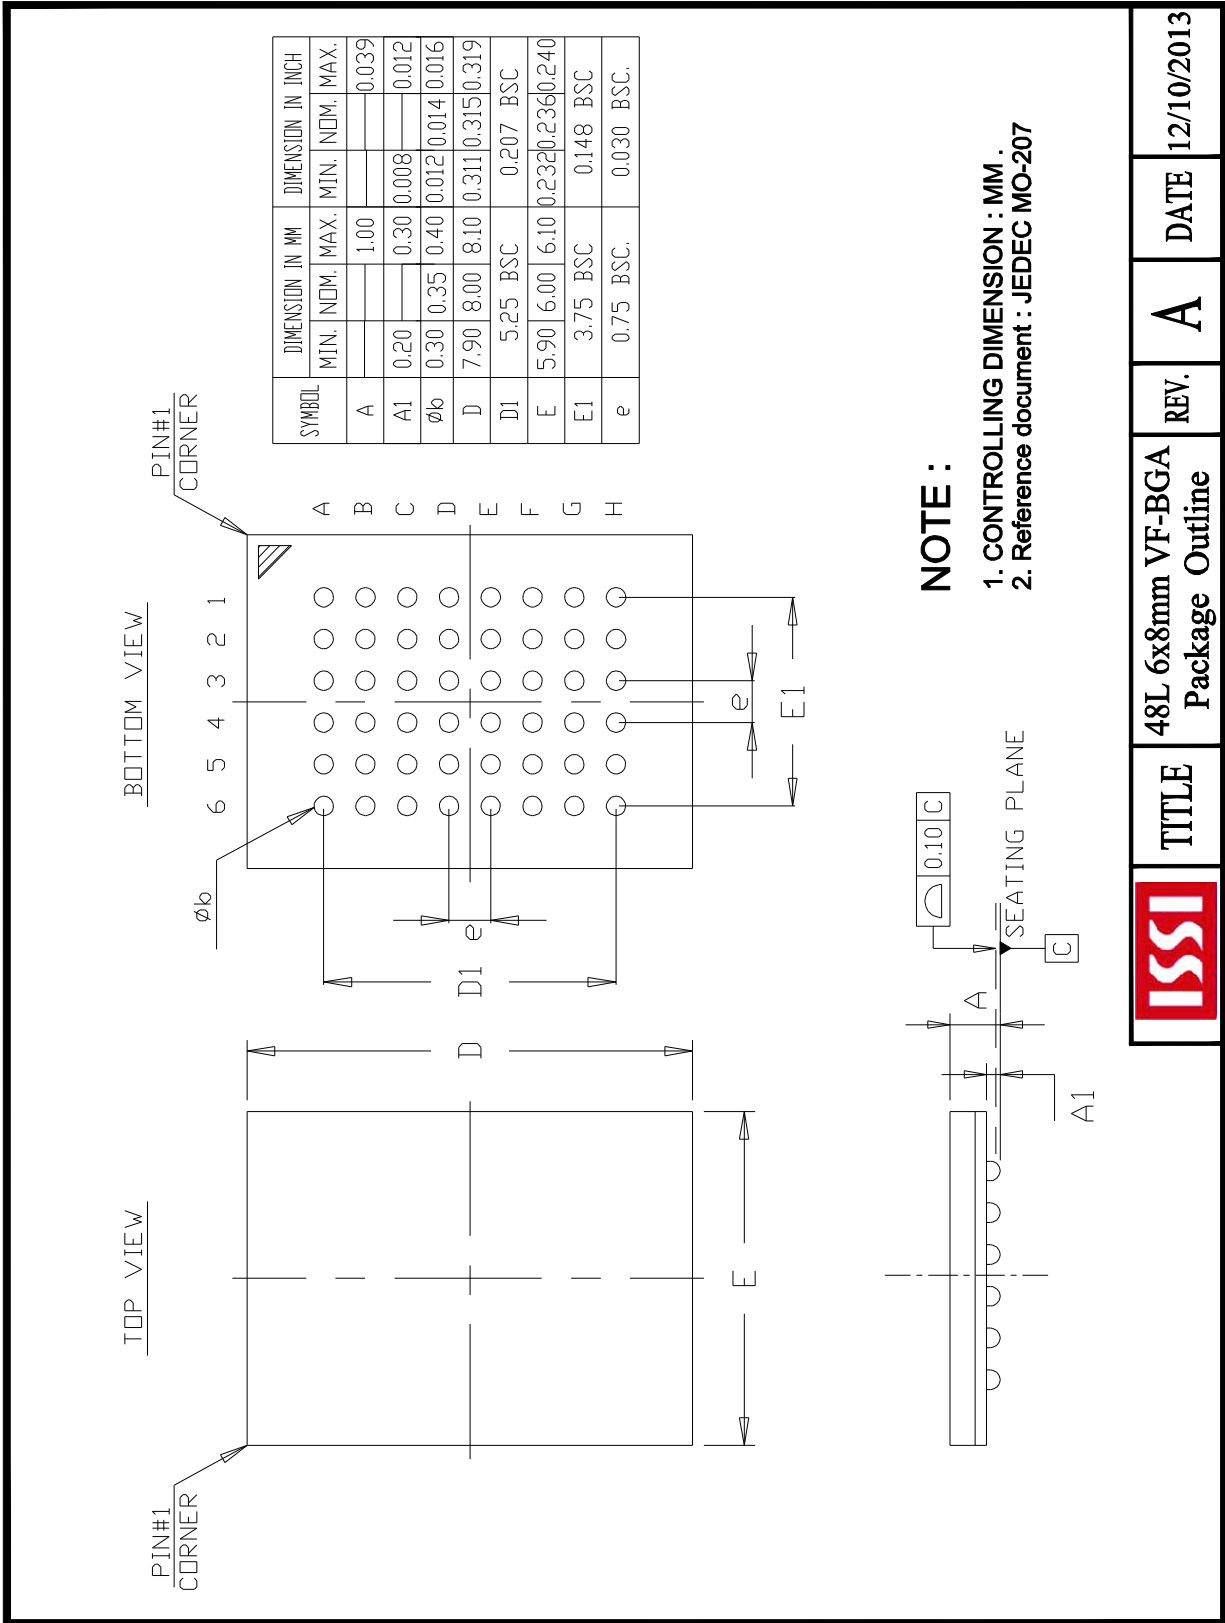 TOP VIEW
PIN#1
CORNER
D
E
BOTTOM VIEW
PIN#1
CORNER
Øb
6 5 4 3 2 1
A
B
C
D
E
F
G
H
D1
e
e
E1
SYMBOL DIMENSION IN MM DIMENSION IN INCH
MIN. NOM. MAX. MIN. NOM. MAX.
A 1.00 0.039
A1 0.20 0.30 0.008 0.012
Øb 0.30 0.35 0.40 0.012 0.014 0.016
D 7.90 8.00 8.10 0.311 0.315 0.319
D1 5.25 BSC 0.207 BSC
E 5.90 6.00 6.10 0.232 0.236 0.240
E1 3.75 BSC 0.148 BSC
e 0.75 BSC. 0.030 BSC.
A
A1
0.10 C
SEATING PLANE
C
NOTE :
1. CONTROLLING DIMENSION : MM .
2. Reference document : JEDEC MO-207
ISSI
TITLE
48L 6x8mm VF-BGA
Package Outline
REV.
A
DATE
12/10/2013